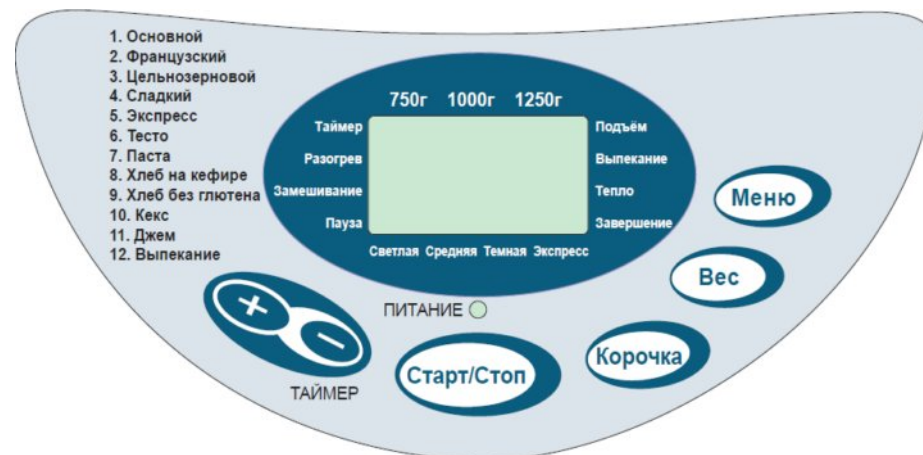 1. Основной
2. Французский
3. Цельнозерновой
4. Сладкий
5. Экспресс
6. Тесто
7. Паста
8. Хлеб на кефире
9. Хлеб без глютена
10. Кекс
11. Джем
12. Выпекание
750г 1000г 1250г
Таймер
Разогрев
Замешивание
Пауза
Подъём
Выпекание
Тепло
Завершение
Светлая Средняя Темная Экспресс
Меню
Вес
Корочка
ПИТАНИЕ
+
−
ТАЙМЕР
Старт/Стоп